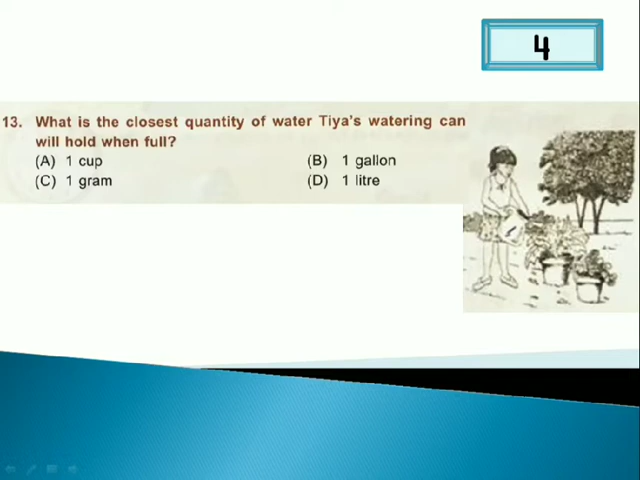 4
13. What is the closest quantity of water Tiya's watering can
will hold when full?
(A) 1 cup (B) 1 gallon
(C) 1 gram (D) 1 litre